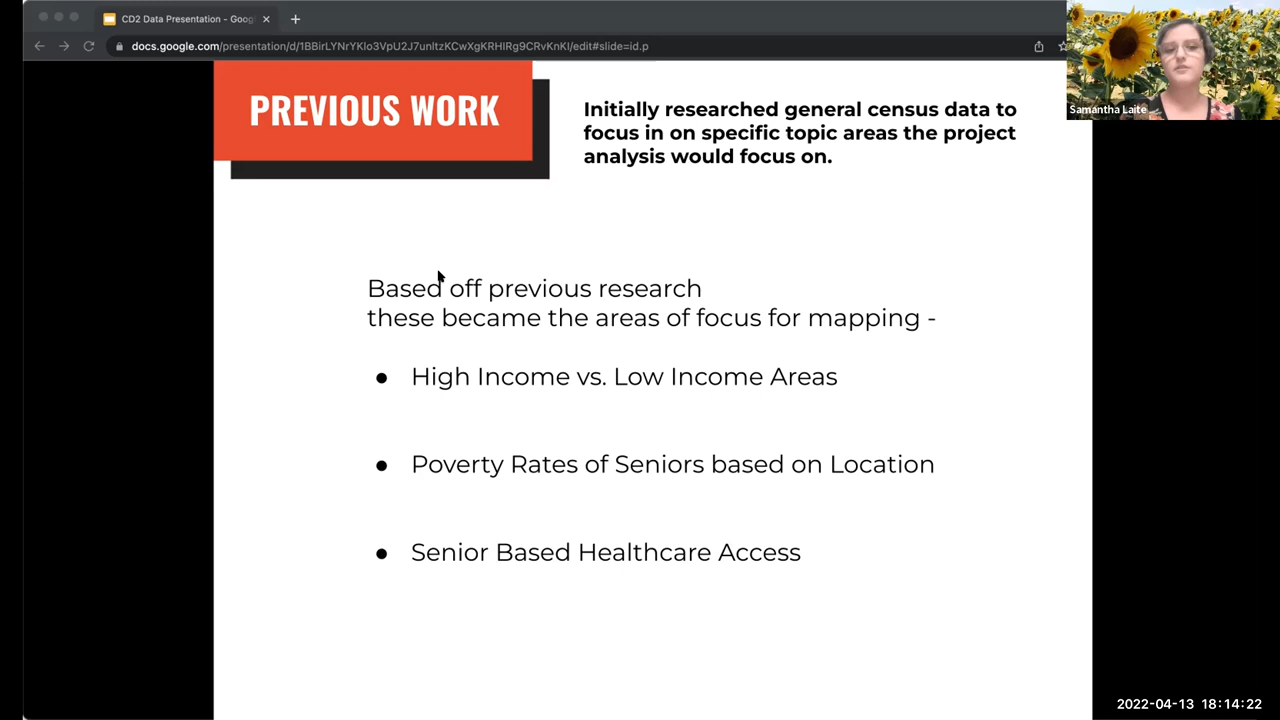 CD2 Data Presentation - Goog
docs.google.com/presentation/d/1BBirLYNrYKlo3VpU2J7unltzKCwXgKRHIRg9CRvKnKI/edit#slide=id.p
Samantha Laite
PREVIOUS WORK
Initially researched general census data to
focus in on specific topic areas the project
analysis would focus on.
Based off previous research
these became the areas of focus for mapping -
● High Income vs. Low Income Areas
● Poverty Rates of Seniors based on Location
● Senior Based Healthcare Access
2022-04-13 18:14:22